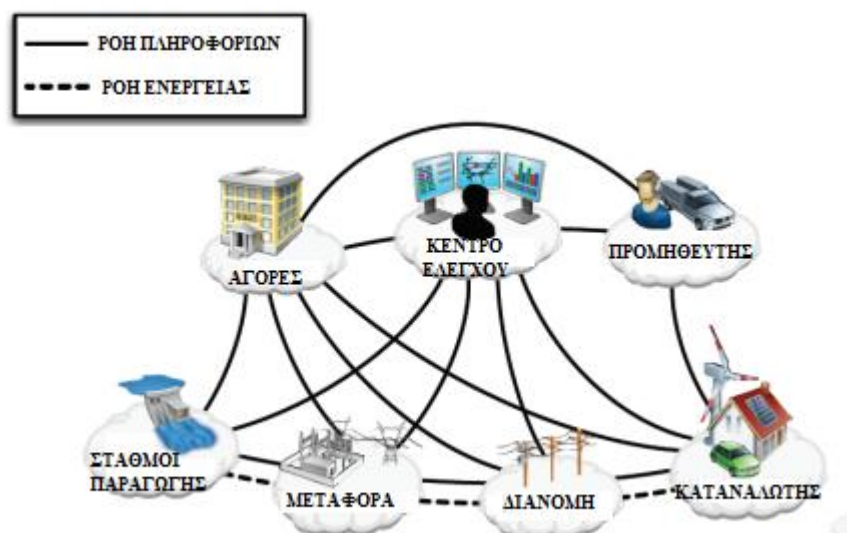 ΡΟΗ ΠΛΗΡΟΦΟΡΙΩΝ
ΡΟΗ ΕΝΕΡΓΕΙΑΣ
ΑΓΟΡΕΣ
ΚΕΝΤΡΟ
ΕΛΕΓΧΟΥ
ΠΡΟΜΗΘΕΥΤΗΣ
ΣΤΑΘΜΟΙ
ΠΑΡΑΓΩΓΗΣ
ΜΕΤΑΦΟΡΑ
ΔΙΑΝΟΜΗ
ΚΑΤΑΝΑΛΩΤΗΣ